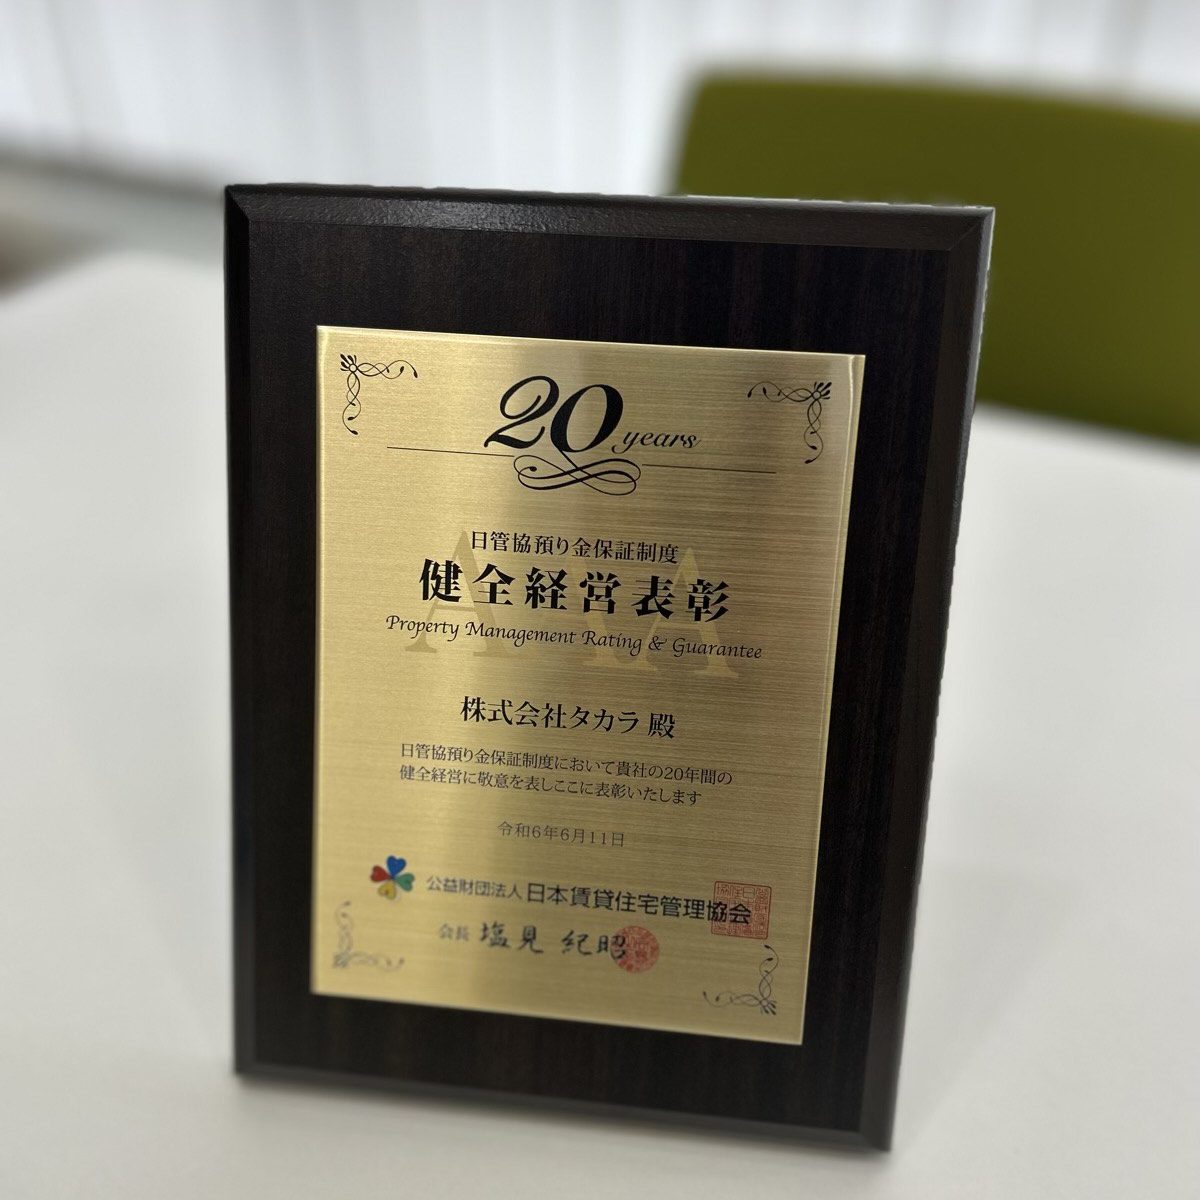 20 years
日管協預り金保証制度
健全経営表彰
Property Management Rating & Guarantee
株式会社タカラ 殿
日管協預り金保証制度において貴社の20年間の
健全経営に敬意を表しここに表彰いたします
令和6年6月11日
公益財団法人 日本賃貸住宅管理協会
会長 塩見 紀昭